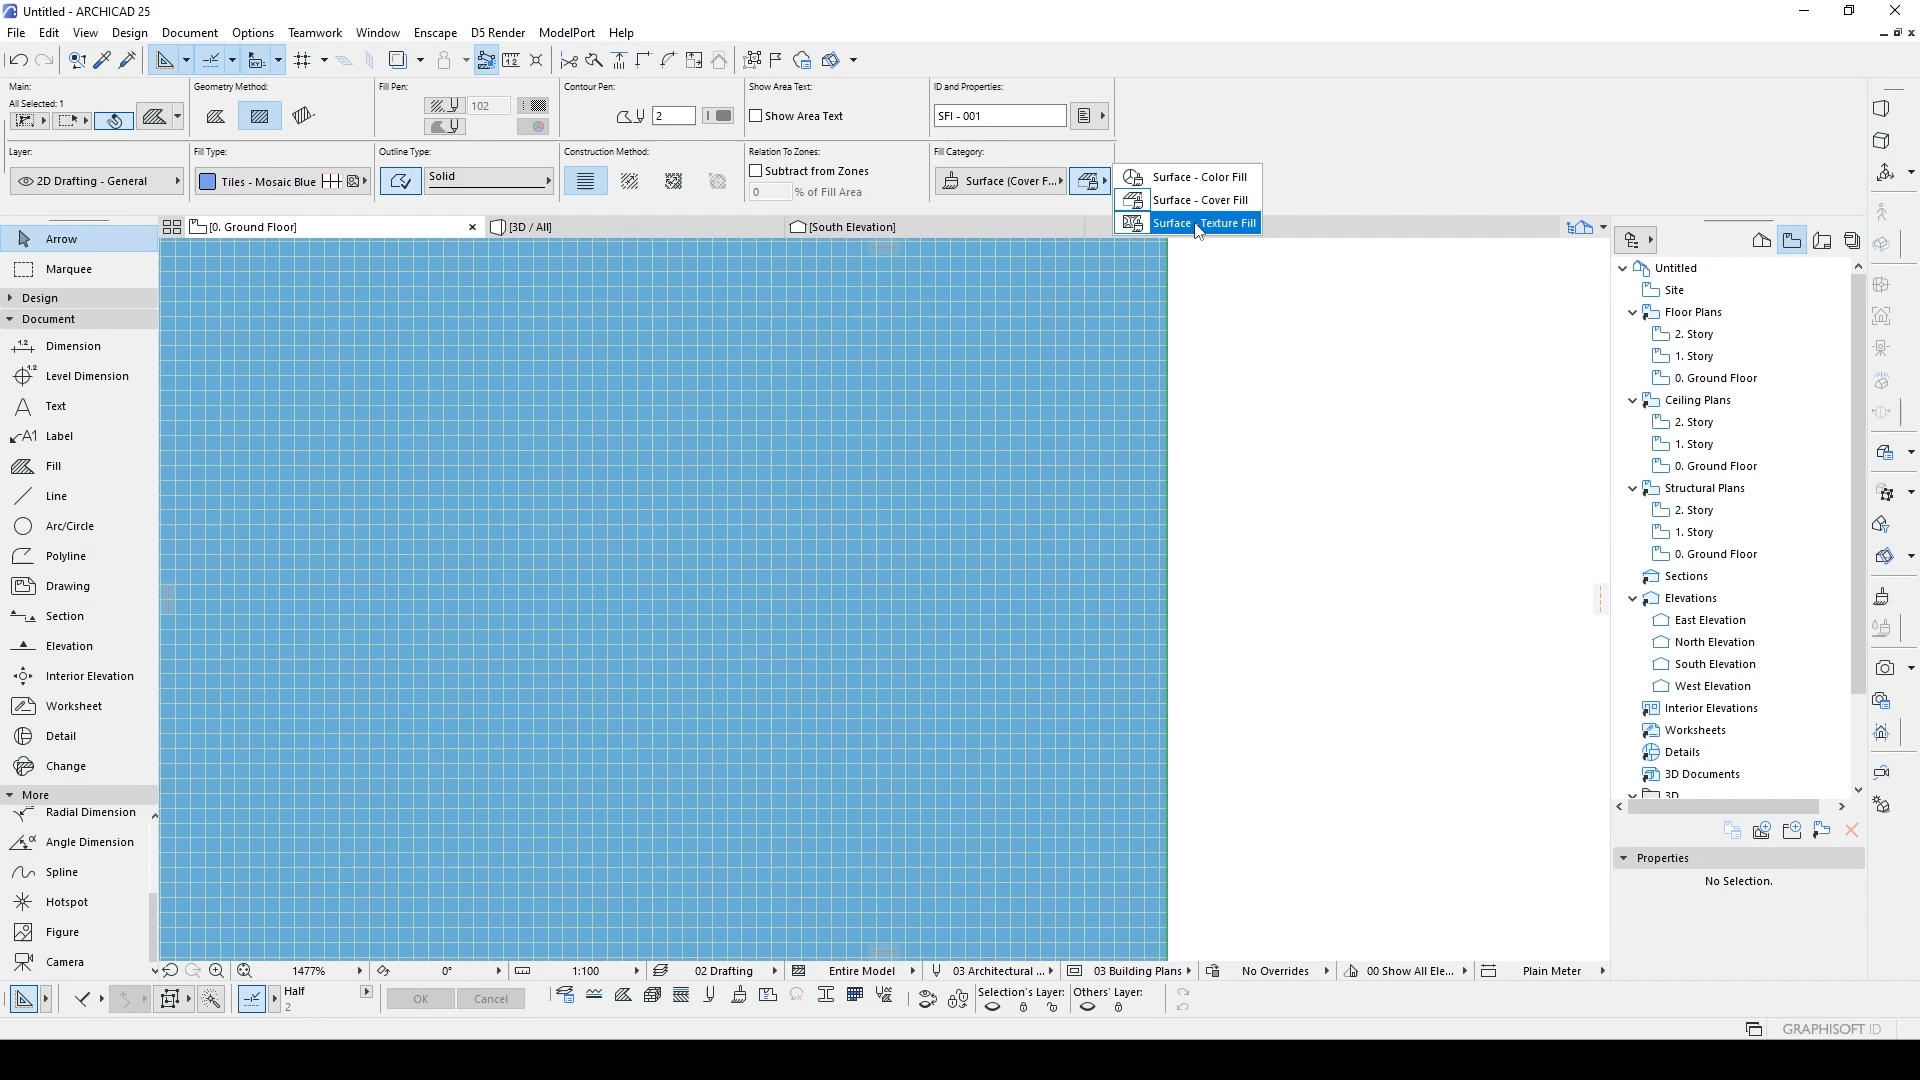 Untitled - ARCHICAD 25
File Edit View Design Document Options Teamwork Window Enscape D5 Render ModelPort Help
Main:
All Selected: 1
Geometry Method:
Fill Pen:
102
Contour Pen:
2
Show Area Text:
Show Area Text
ID and Properties:
SFI - 001
Layer:
2D Drafting - General
Fill Type:
Tiles - Mosaic Blue
Outline Type:
Solid
Construction Method:
Relation To Zones:
Subtract from Zones
0 % of Fill Area
Fill Category:
Surface (Cover F...
Surface - Color Fill
Surface - Cover Fill
Surface - Texture Fill
[0. Ground Floor]
[3D / All]
[South Elevation]
Arrow
Marquee
Design
Document
Dimension
Level Dimension
Text
Label
Fill
Line
Arc/Circle
Polyline
Drawing
Section
Elevation
Interior Elevation
Worksheet
Detail
Change
More
Radial Dimension
Angle Dimension
Spline
Hotspot
Figure
Camera
Untitled
Site
Floor Plans
2. Story
1. Story
0. Ground Floor
Ceiling Plans
2. Story
1. Story
0. Ground Floor
Structural Plans
2. Story
1. Story
0. Ground Floor
Sections
Elevations
East Elevation
North Elevation
South Elevation
West Elevation
Interior Elevations
Worksheets
Details
3D Documents
3D
Properties
No Selection.
1477% 0° 1:100 02 Drafting Entire Model 03 Architectural ... 03 Building Plans No Overrides 00 Show All Ele... Plain Meter
Half
2
OK Cancel
Selection's Layer: Others' Layer:
GRAPHISOFT ID